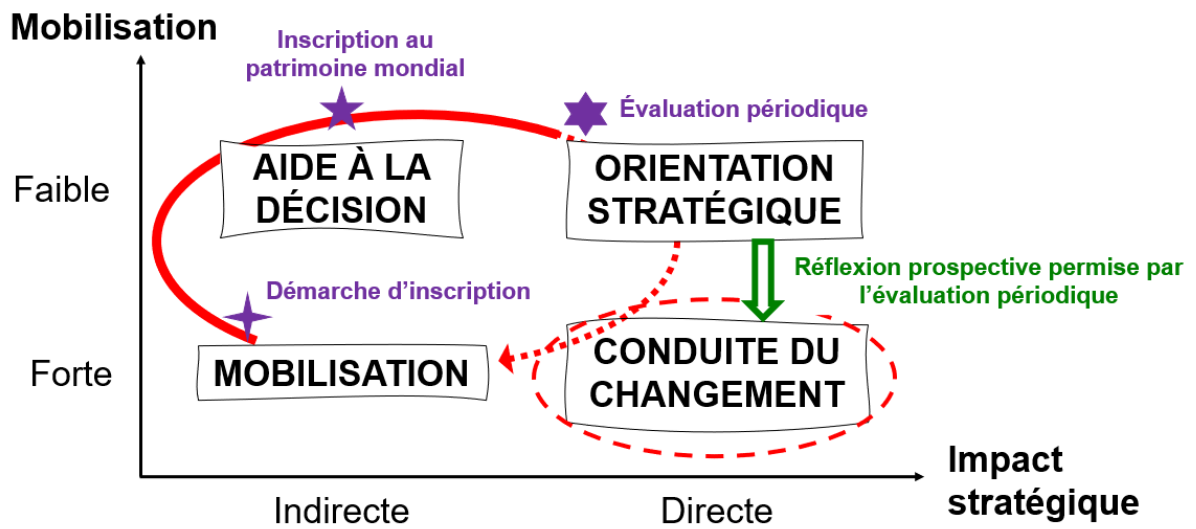 Mobilisation
Inscription au
patrimoine mondial
Évaluation périodique
Faible
AIDE À LA
DÉCISION
ORIENTATION
STRATÉGIQUE
Réflexion prospective permise par
l’évaluation périodique
Démarche d’inscription
Forte
MOBILISATION
CONDUITE DU
CHANGEMENT
Indirecte
Directe
Impact
stratégique